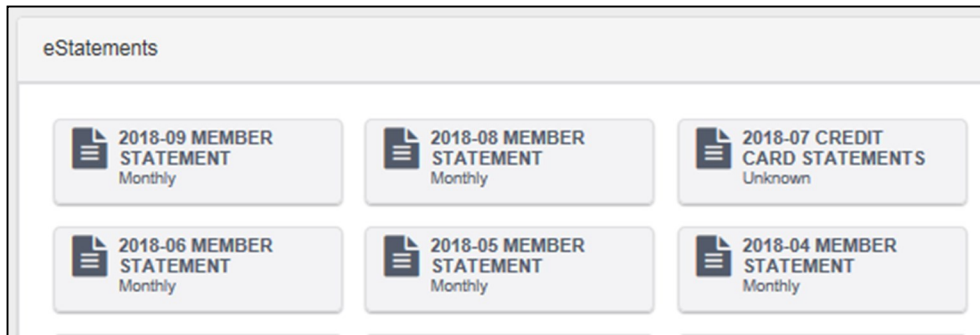 eStatements
2018-09 MEMBER
STATEMENT
Monthly
2018-08 MEMBER
STATEMENT
Monthly
2018-07 CREDIT
CARD STATEMENTS
Unknown
2018-06 MEMBER
STATEMENT
Monthly
2018-05 MEMBER
STATEMENT
Monthly
2018-04 MEMBER
STATEMENT
Monthly